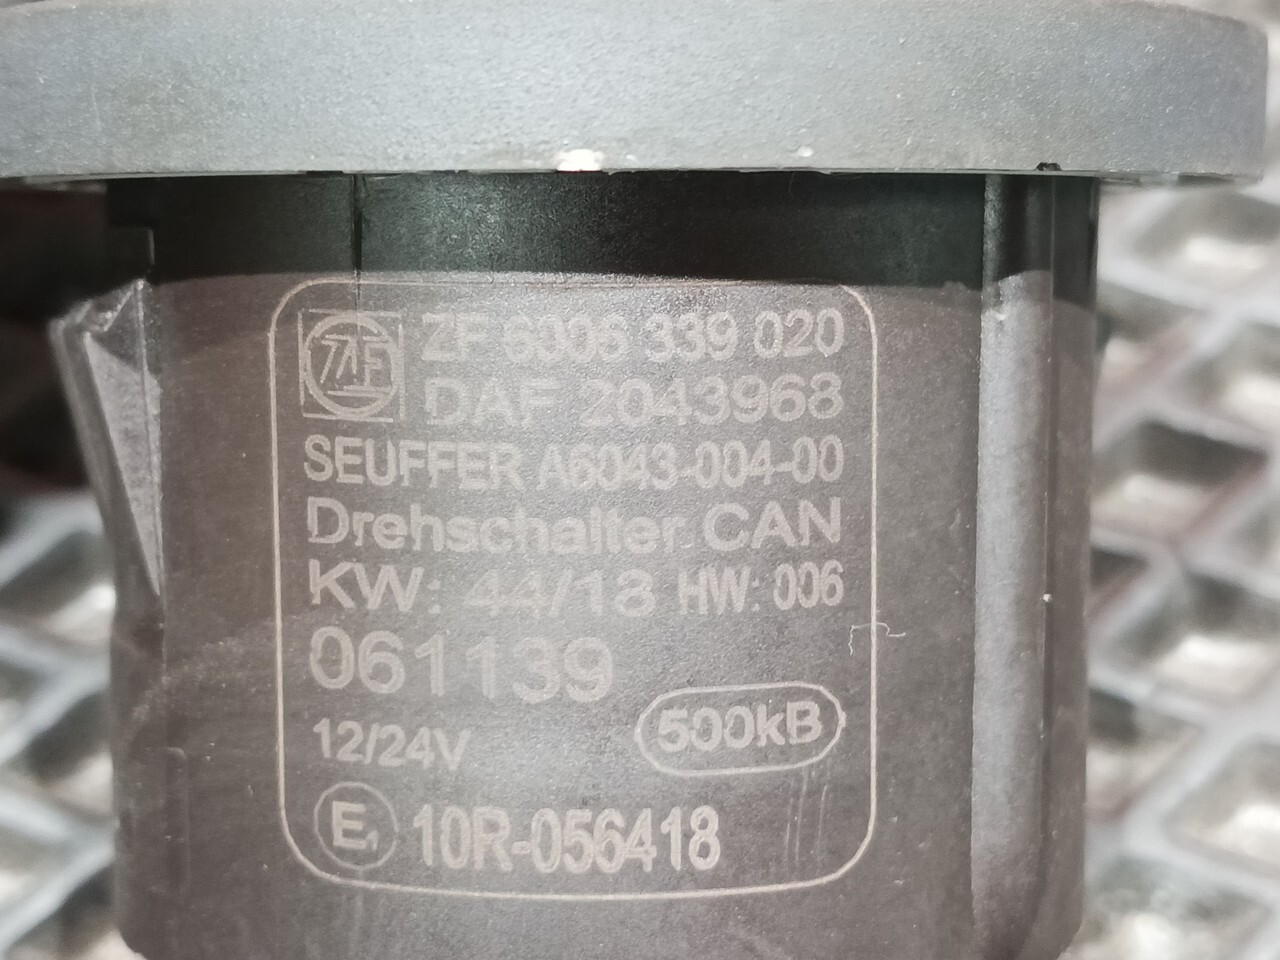 ZF ZF 6006 339 020
DAF 2043968
SEUFFER A6043-004-00
Drehschalter CAN
KW: 44/18 HW: 006
061139
12/24V 500kB
E1 10R-056418